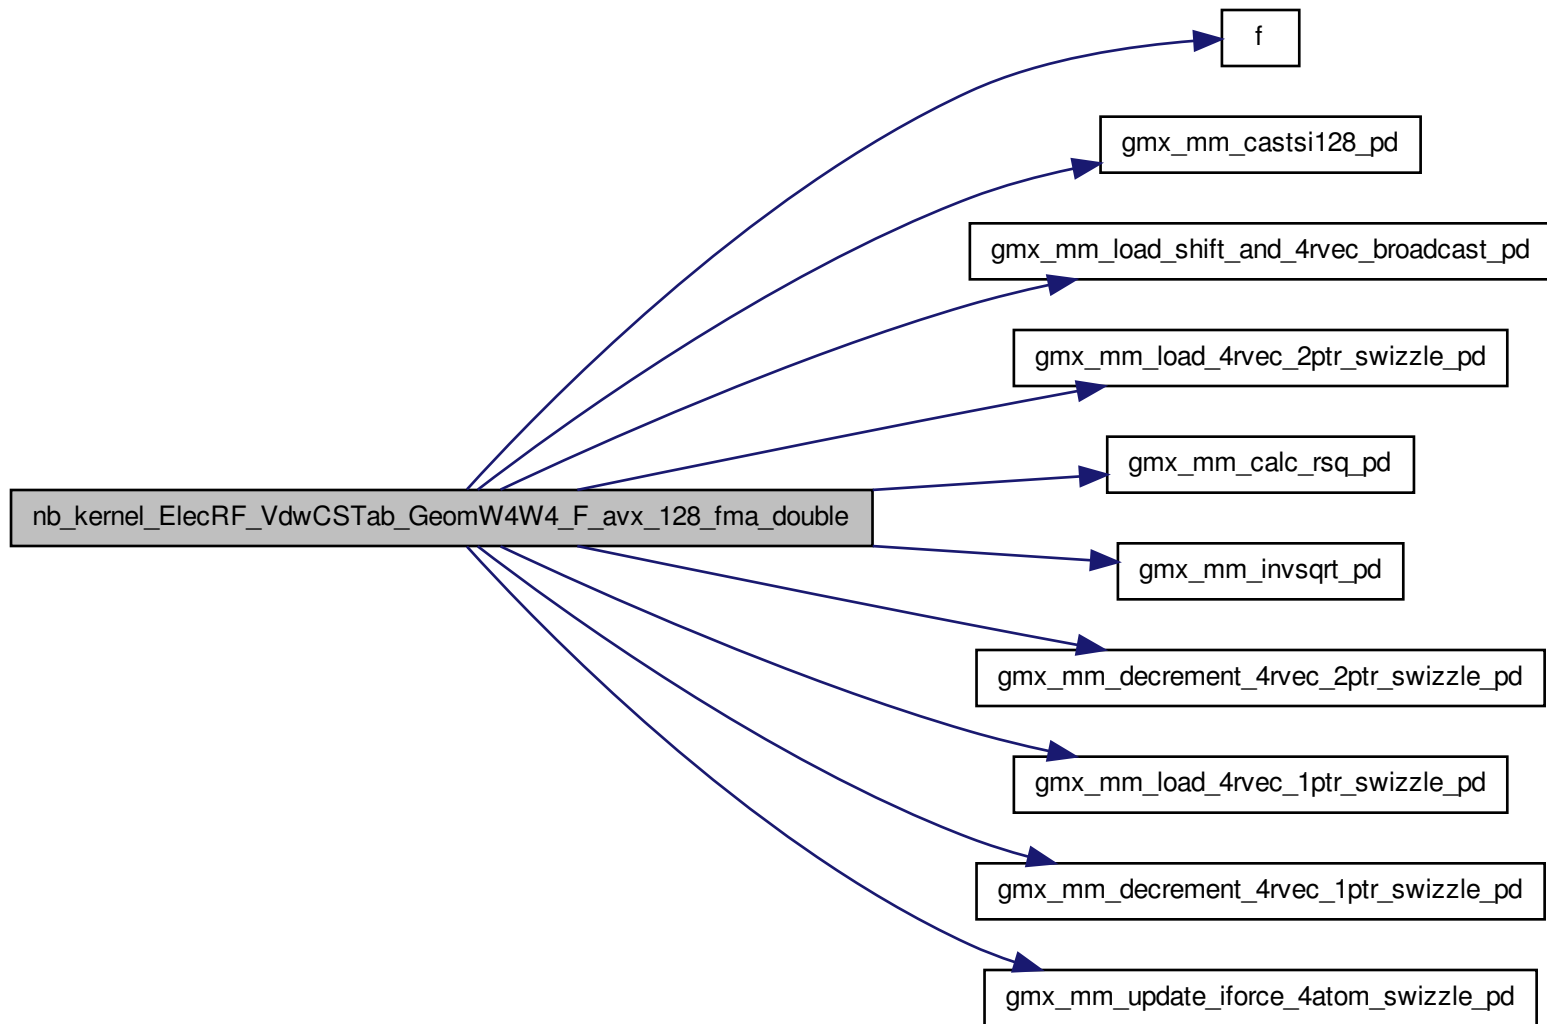 f
gmx_mm_castsi128_pd
gmx_mm_load_shift_and_4rvec_broadcast_pd
gmx_mm_load_4rvec_2ptr_swizzle_pd
gmx_mm_calc_rsq_pd
nb_kernel_ElecRF_VdwCSTab_GeomW4W4_F_avx_128_fma_double
gmx_mm_invsqrt_pd
gmx_mm_decrement_4rvec_2ptr_swizzle_pd
gmx_mm_load_4rvec_1ptr_swizzle_pd
gmx_mm_decrement_4rvec_1ptr_swizzle_pd
gmx_mm_update_iforce_4atom_swizzle_pd